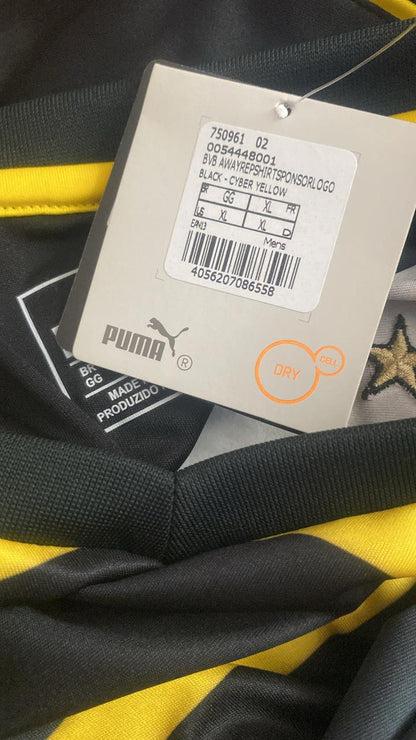 750961 02
0054448001
BVB AWAYREPSHIRTSPONSORLOGO
BLACK - CYBER YELLOW
BR GG XL FR
US XL XL D
EAN13 Mens
4056207086558
PUMA ®
DRY CELL
BR
GG
MADE
PRODUZIDO